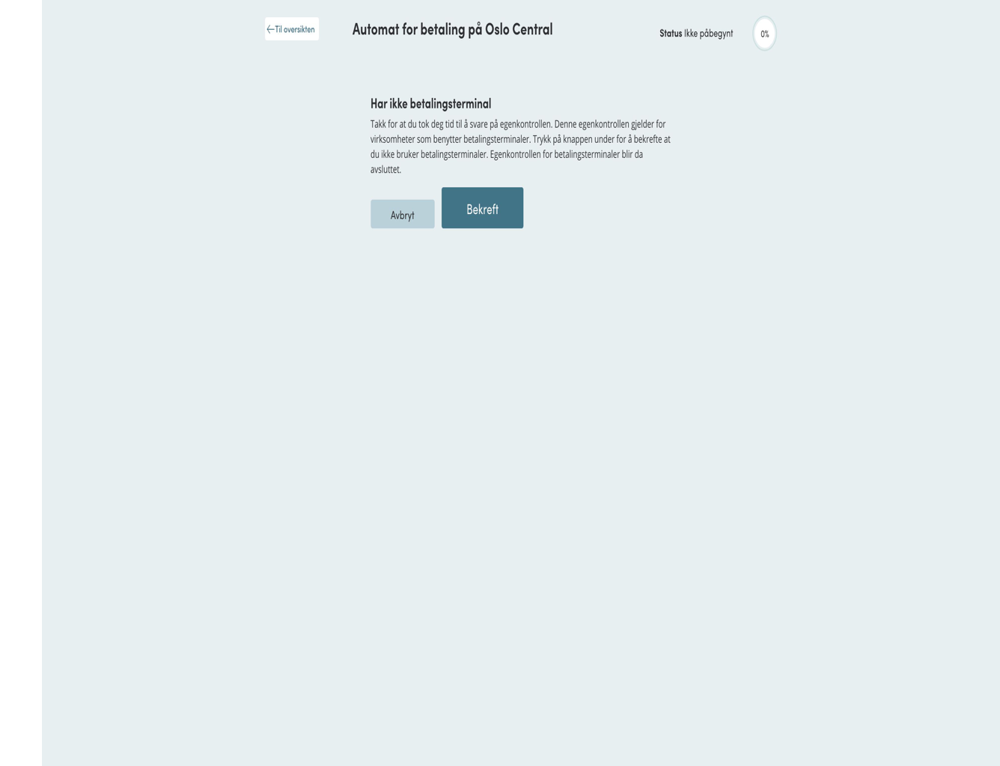 Til oversikten
Automat for betaling på Oslo Central
Status Ikke påbegynt
0%
Har ikke betalingsterminal
Takk for at du tok deg tid til å svare på egenkontrollen. Denne egenkontrollen gjelder for
virksomheter som benytter betalingsterminaler. Trykk på knappen under for å bekrefte at
du ikke bruker betalingsterminaler. Egenkontrollen for betalingsterminaler blir da
avsluttet.
Avbryt
Bekreft